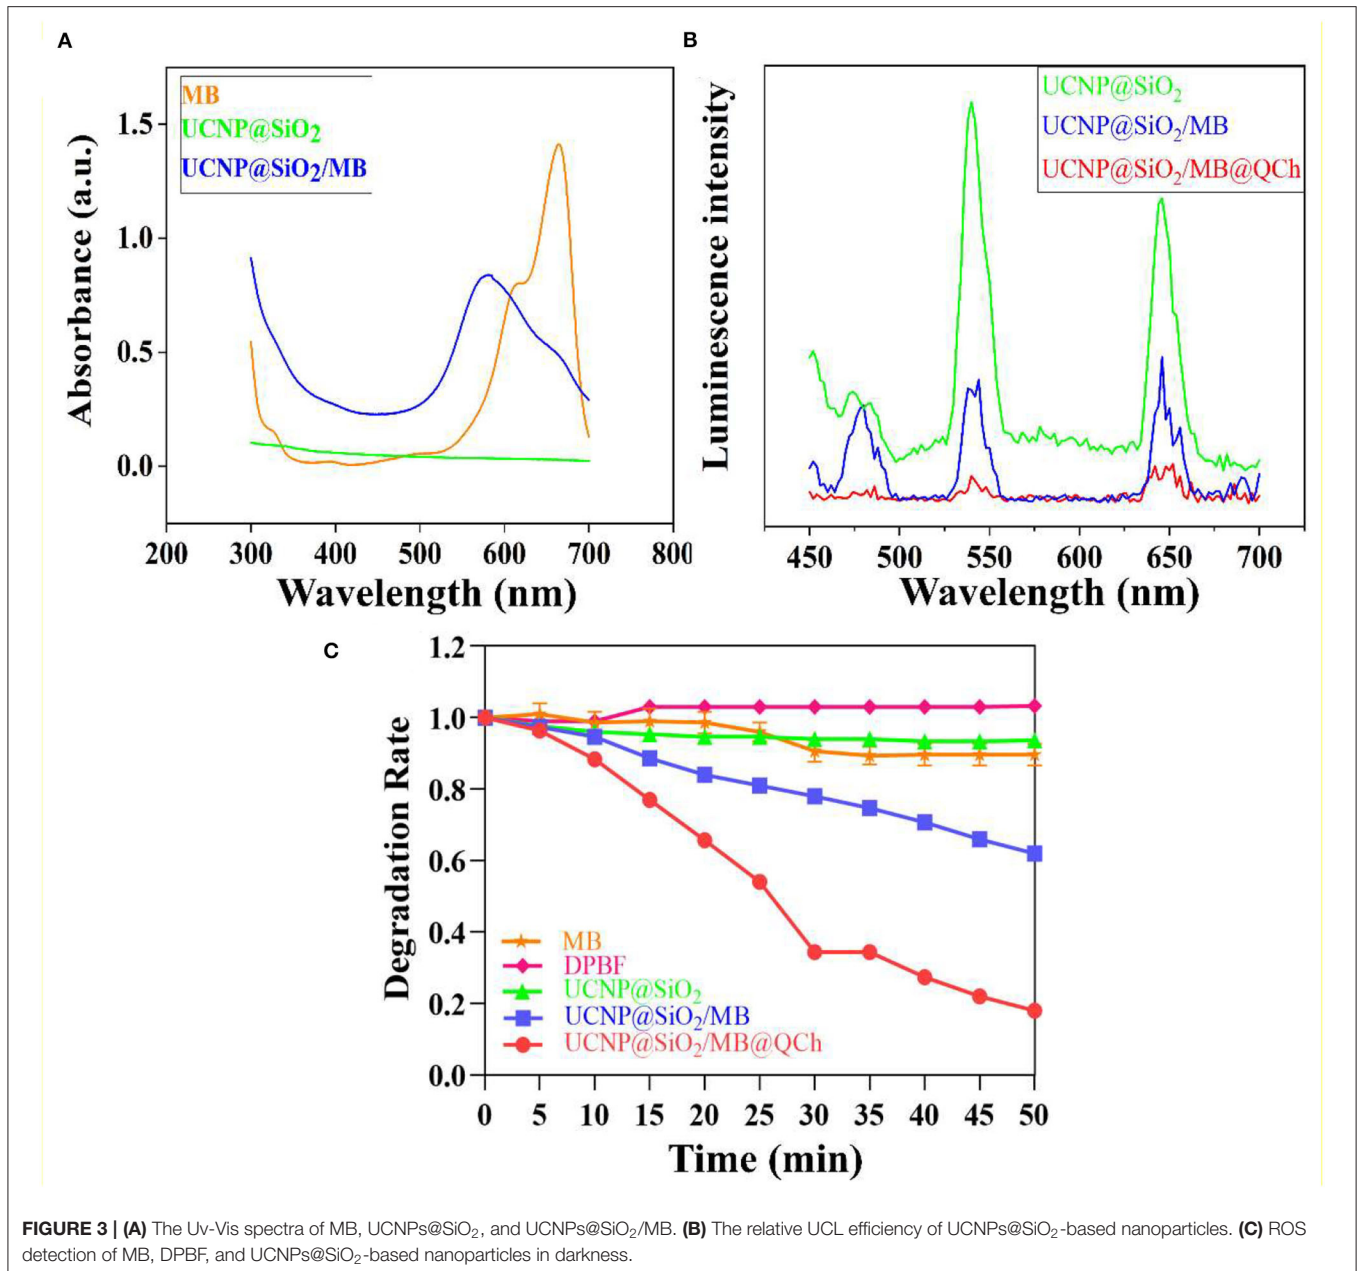 A
MB
UCNP@SiO2
UCNP@SiO2/MB
Absorbance (a.u.)
1.5
1.0
0.5
0.0
200 300 400 500 600 700 800
Wavelength (nm)
B
UCNP@SiO₂
UCNP@SiO₂/MB
UCNP@SiO₂/MB@QCh
Luminescence intensity
450 500 550 600 650 700
Wavelength (nm)
C
1.2
1.0
0.8
0.6
0.4
0.2
0.0
Degradation Rate
MB
DPBF
UCNP@SiO₂
UCNP@SiO₂/MB
UCNP@SiO₂/MB@QCh
0 5 10 15 20 25 30 35 40 45 50
Time (min)
FIGURE 3 | (A) The Uv-Vis spectra of MB, UCNPs@SiO₂, and UCNPs@SiO₂/MB. (B) The relative UCL efficiency of UCNPs@SiO₂-based nanoparticles. (C) ROS
detection of MB, DPBF, and UCNPs@SiO₂-based nanoparticles in darkness.